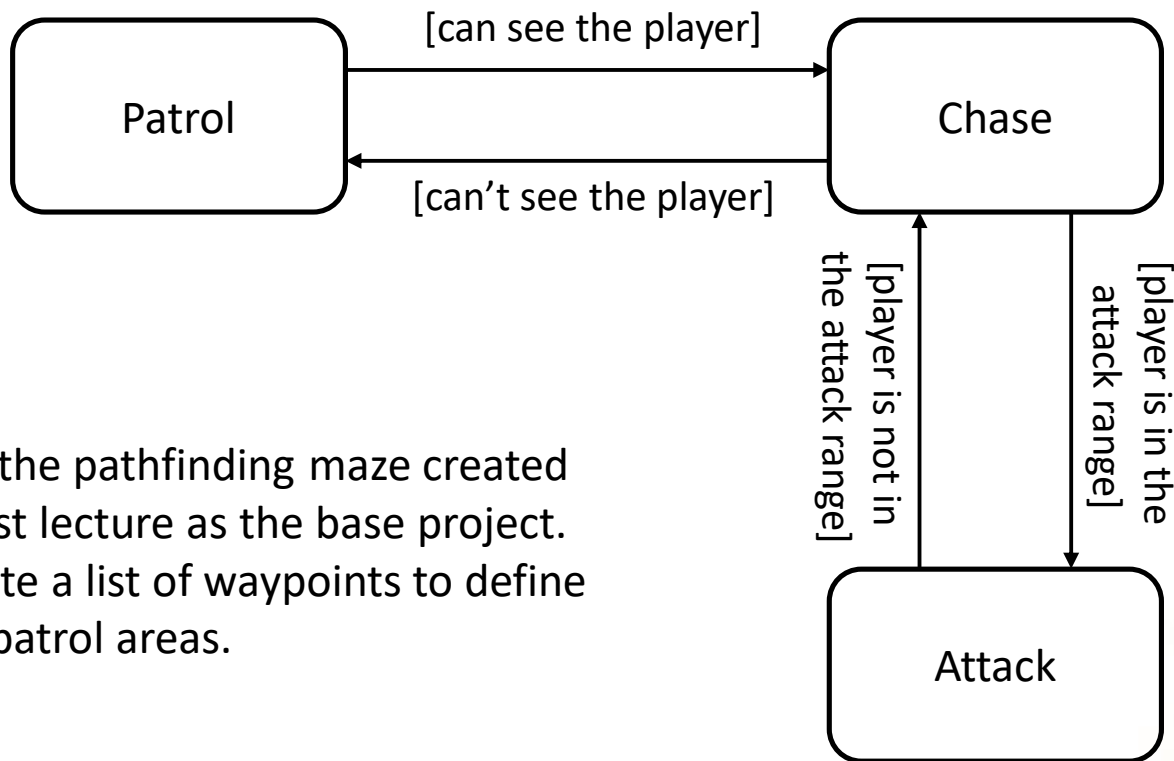 [can see the player]
Patrol
Chase
[can’t see the player]
[player is not in
the attack range]
[player is in the
attack range]
the pathfinding maze created
st lecture as the base project.
te a list of waypoints to define
patrol areas.
Attack